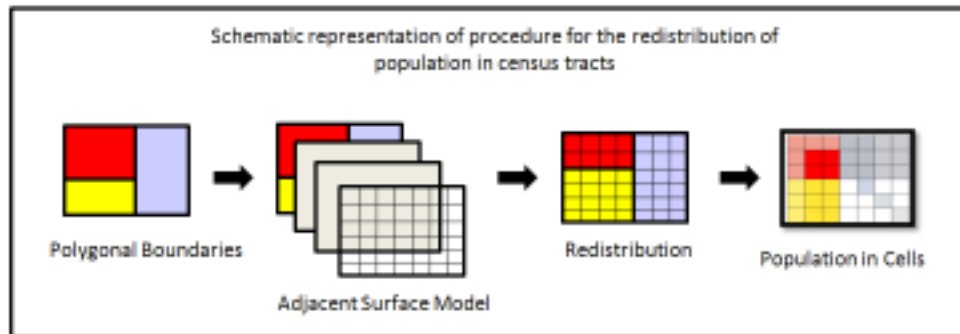 Schematic representation of procedure for the redistribution of
population in census tracts
Polygonal Boundaries
Adjacent Surface Model
Redistribution
Population in Cells